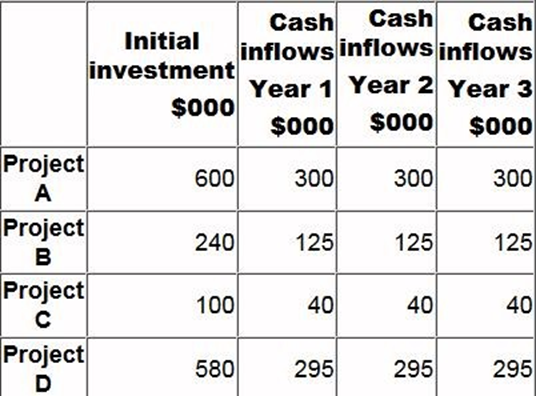 Initial investment $000
Cash inflows Year 1 $000
Cash inflows Year 2 $000
Cash inflows Year 3 $000
Project A 600 300 300 300
Project B 240 125 125 125
Project C 100 40 40 40
Project D 580 295 295 295